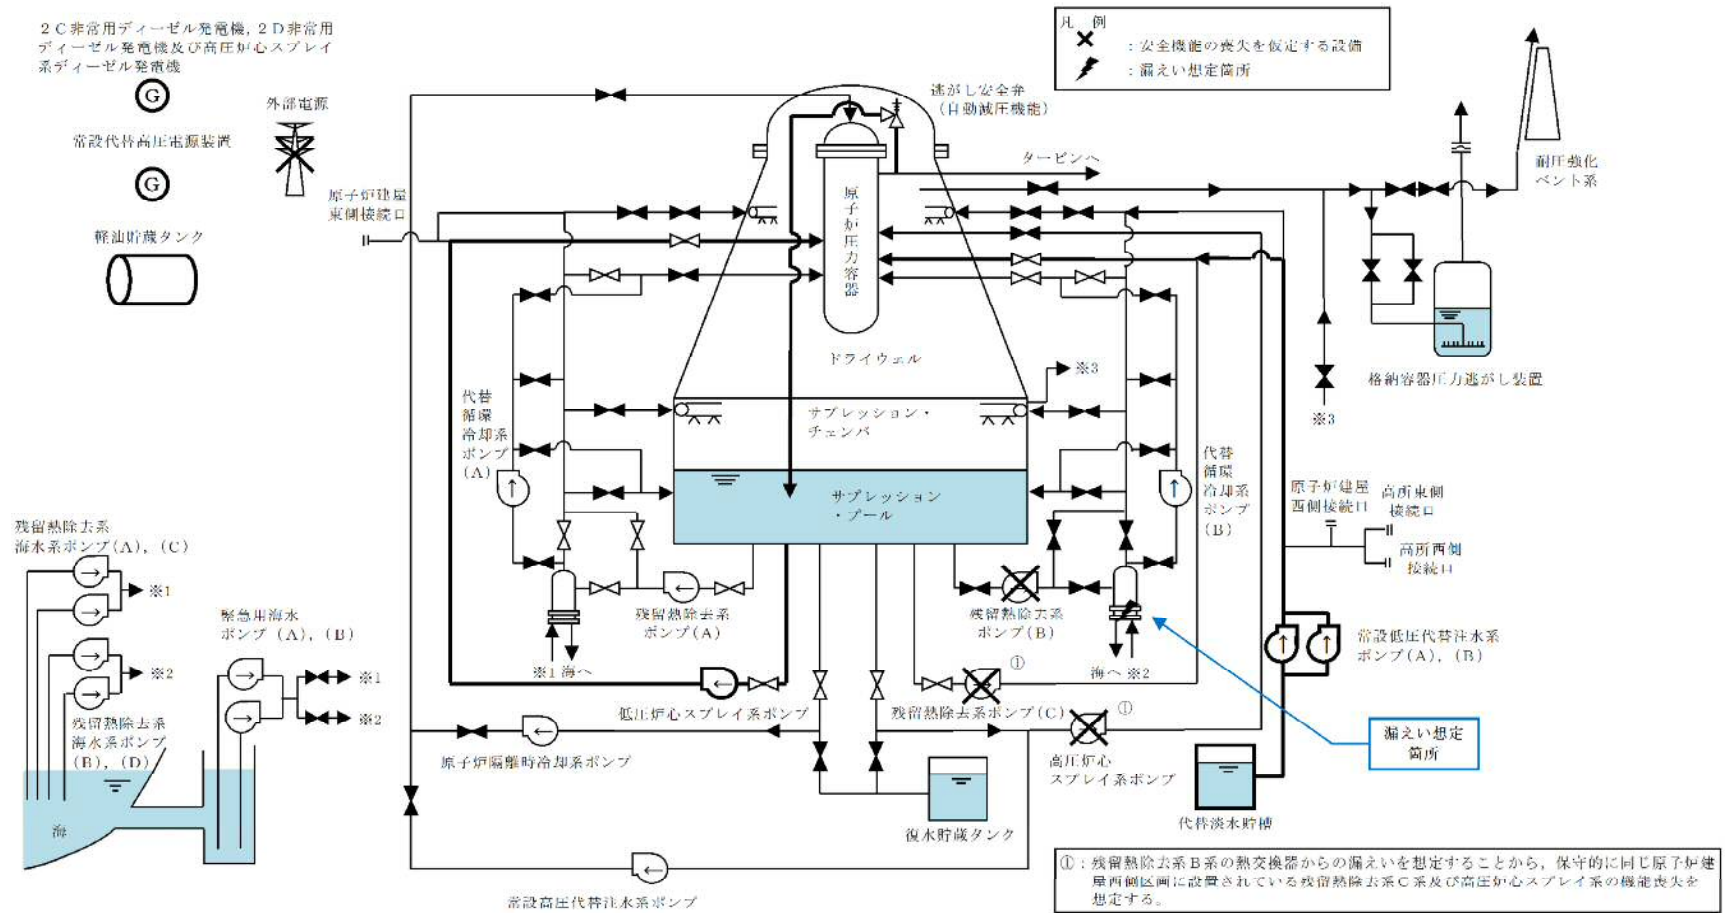 ２Ｃ非常用ディーゼル発電機，２Ｄ非常用
ディーゼル発電機及び高圧炉心スプレイ
系ディーゼル発電機
G
外部電源
常設代替高圧電源装置
G
軽油貯蔵タンク
原子炉建屋
東側接続口
凡　例
：安全機能の喪失を仮定する設備
：漏えい想定箇所
逃がし安全弁
（自動減圧機能）
タービンへ
耐圧強化
ベント系
原子炉圧力容器
ドライウェル
※3
格納容器圧力逃がし装置
※3
サプレッション・
チェンバ
サプレッション
・プール
代替
循環
冷却系
ポンプ
(A)
代替
循環
冷却系
ポンプ
(B)
原子炉建屋
西側接続口
高所東側
接続口
高所西側
接続口
残留熱除去系
海水系ポンプ(A)，(C)
※1
※2
残留熱除去系
海水系ポンプ
(B)，(D)
海
緊急用海水
ポンプ(A)，(B)
※1
※2
残留熱除去系
ポンプ(A)
※1 海へ
残留熱除去系
ポンプ(B)
海へ ※2
常設低圧代替注水系
ポンプ(A)，(B)
①
低圧炉心スプレイ系ポンプ
残留熱除去系ポンプ(C)
①
原子炉隔離時冷却系ポンプ
高圧炉心
スプレイ系ポンプ
漏えい想定
箇所
復水貯蔵タンク
代替淡水貯槽
常設高圧代替注水系ポンプ
①：残留熱除去系Ｂ系の熱交換器からの漏えいを想定することから，保守的に同じ原子炉建
屋西側区画に設置されている残留熱除去系Ｃ系及び高圧炉心スプレイ系の機能喪失を
想定する。